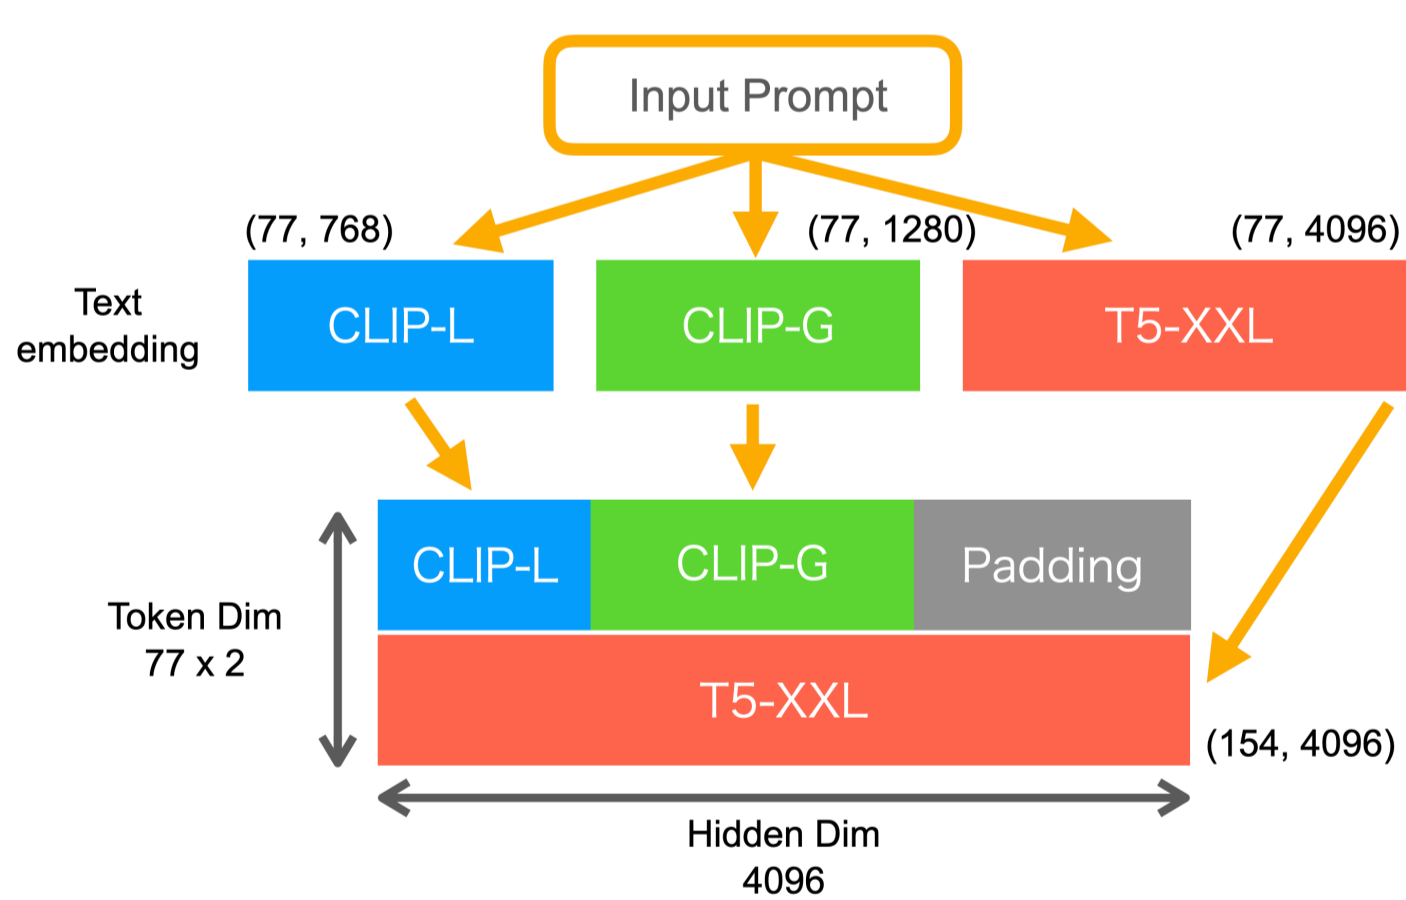 Input Prompt
(77, 768)
(77, 1280)
(77, 4096)
Text
embedding
CLIP-L
CLIP-G
T5-XXL
CLIP-L
CLIP-G
Padding
Token Dim
77 x 2
T5-XXL
(154, 4096)
Hidden Dim
4096